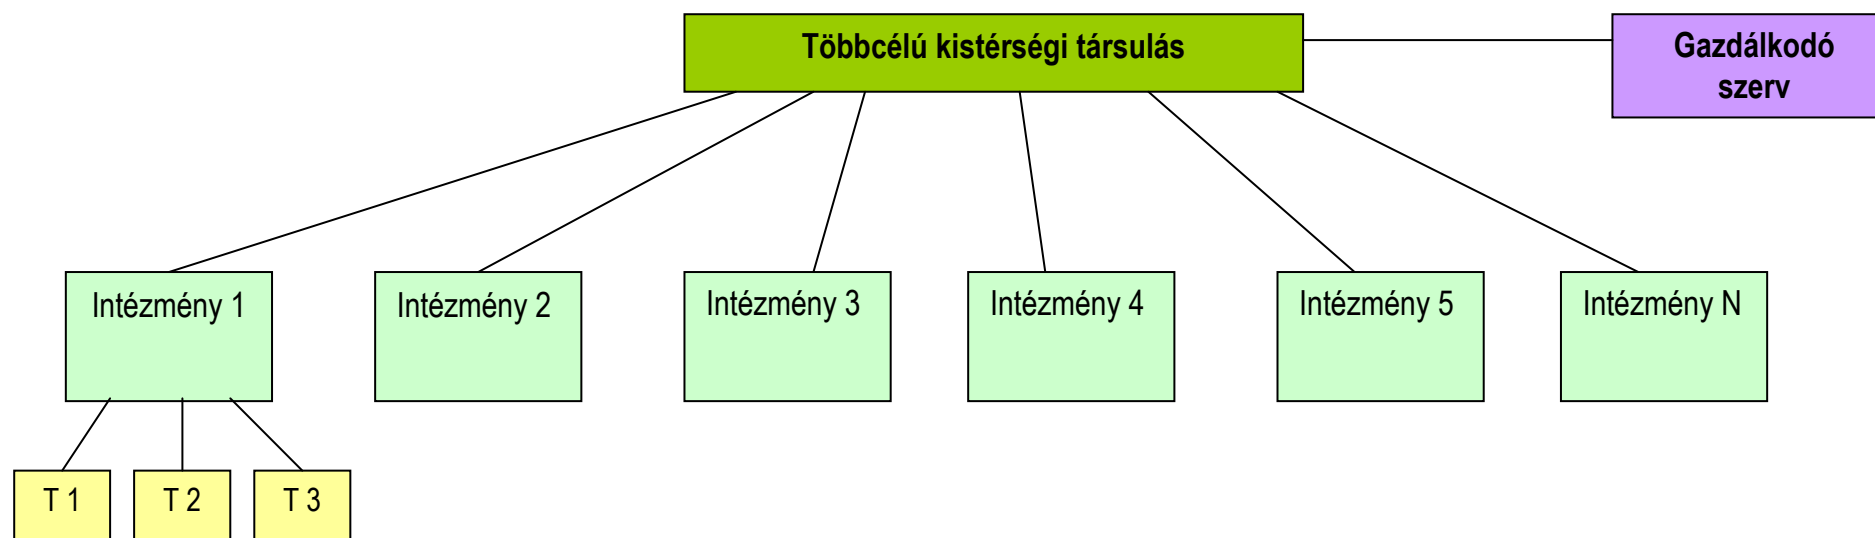 Többcélú kistérségi társulás
Gazdálkodó
szerv
Intézmény 1
Intézmény 2
Intézmény 3
Intézmény 4
Intézmény 5
Intézmény N
T 1
T 2
T 3